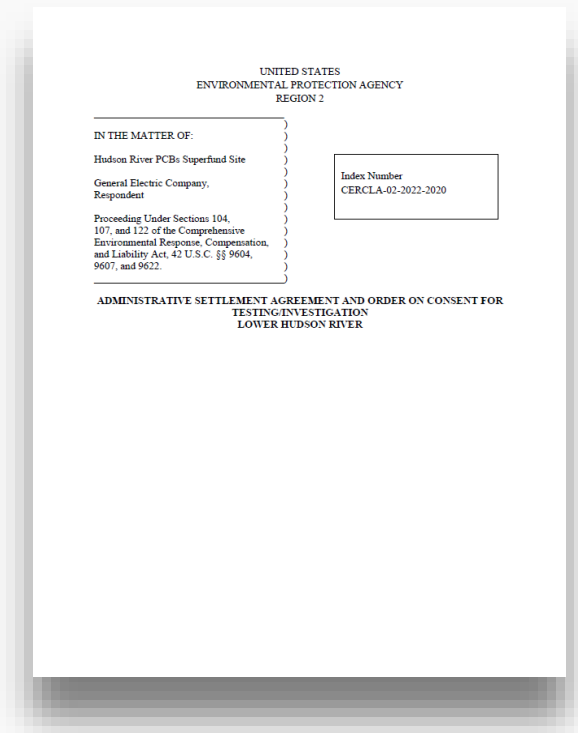 UNITED STATES
ENVIRONMENTAL PROTECTION AGENCY
REGION 2
IN THE MATTER OF:
Hudson River PCBs Superfund Site
General Electric Company,
Respondent
Proceeding Under Sections 104,
107, and 122 of the Comprehensive
Environmental Response, Compensation,
and Liability Act, 42 U.S.C. §§ 9604,
9607, and 9622.
)
)
)
)
)
)
)
)
)
)
)
)
)
)
Index Number
CERCLA-02-2022-2020
ADMINISTRATIVE SETTLEMENT AGREEMENT AND ORDER ON CONSENT FOR
TESTING/INVESTIGATION
LOWER HUDSON RIVER